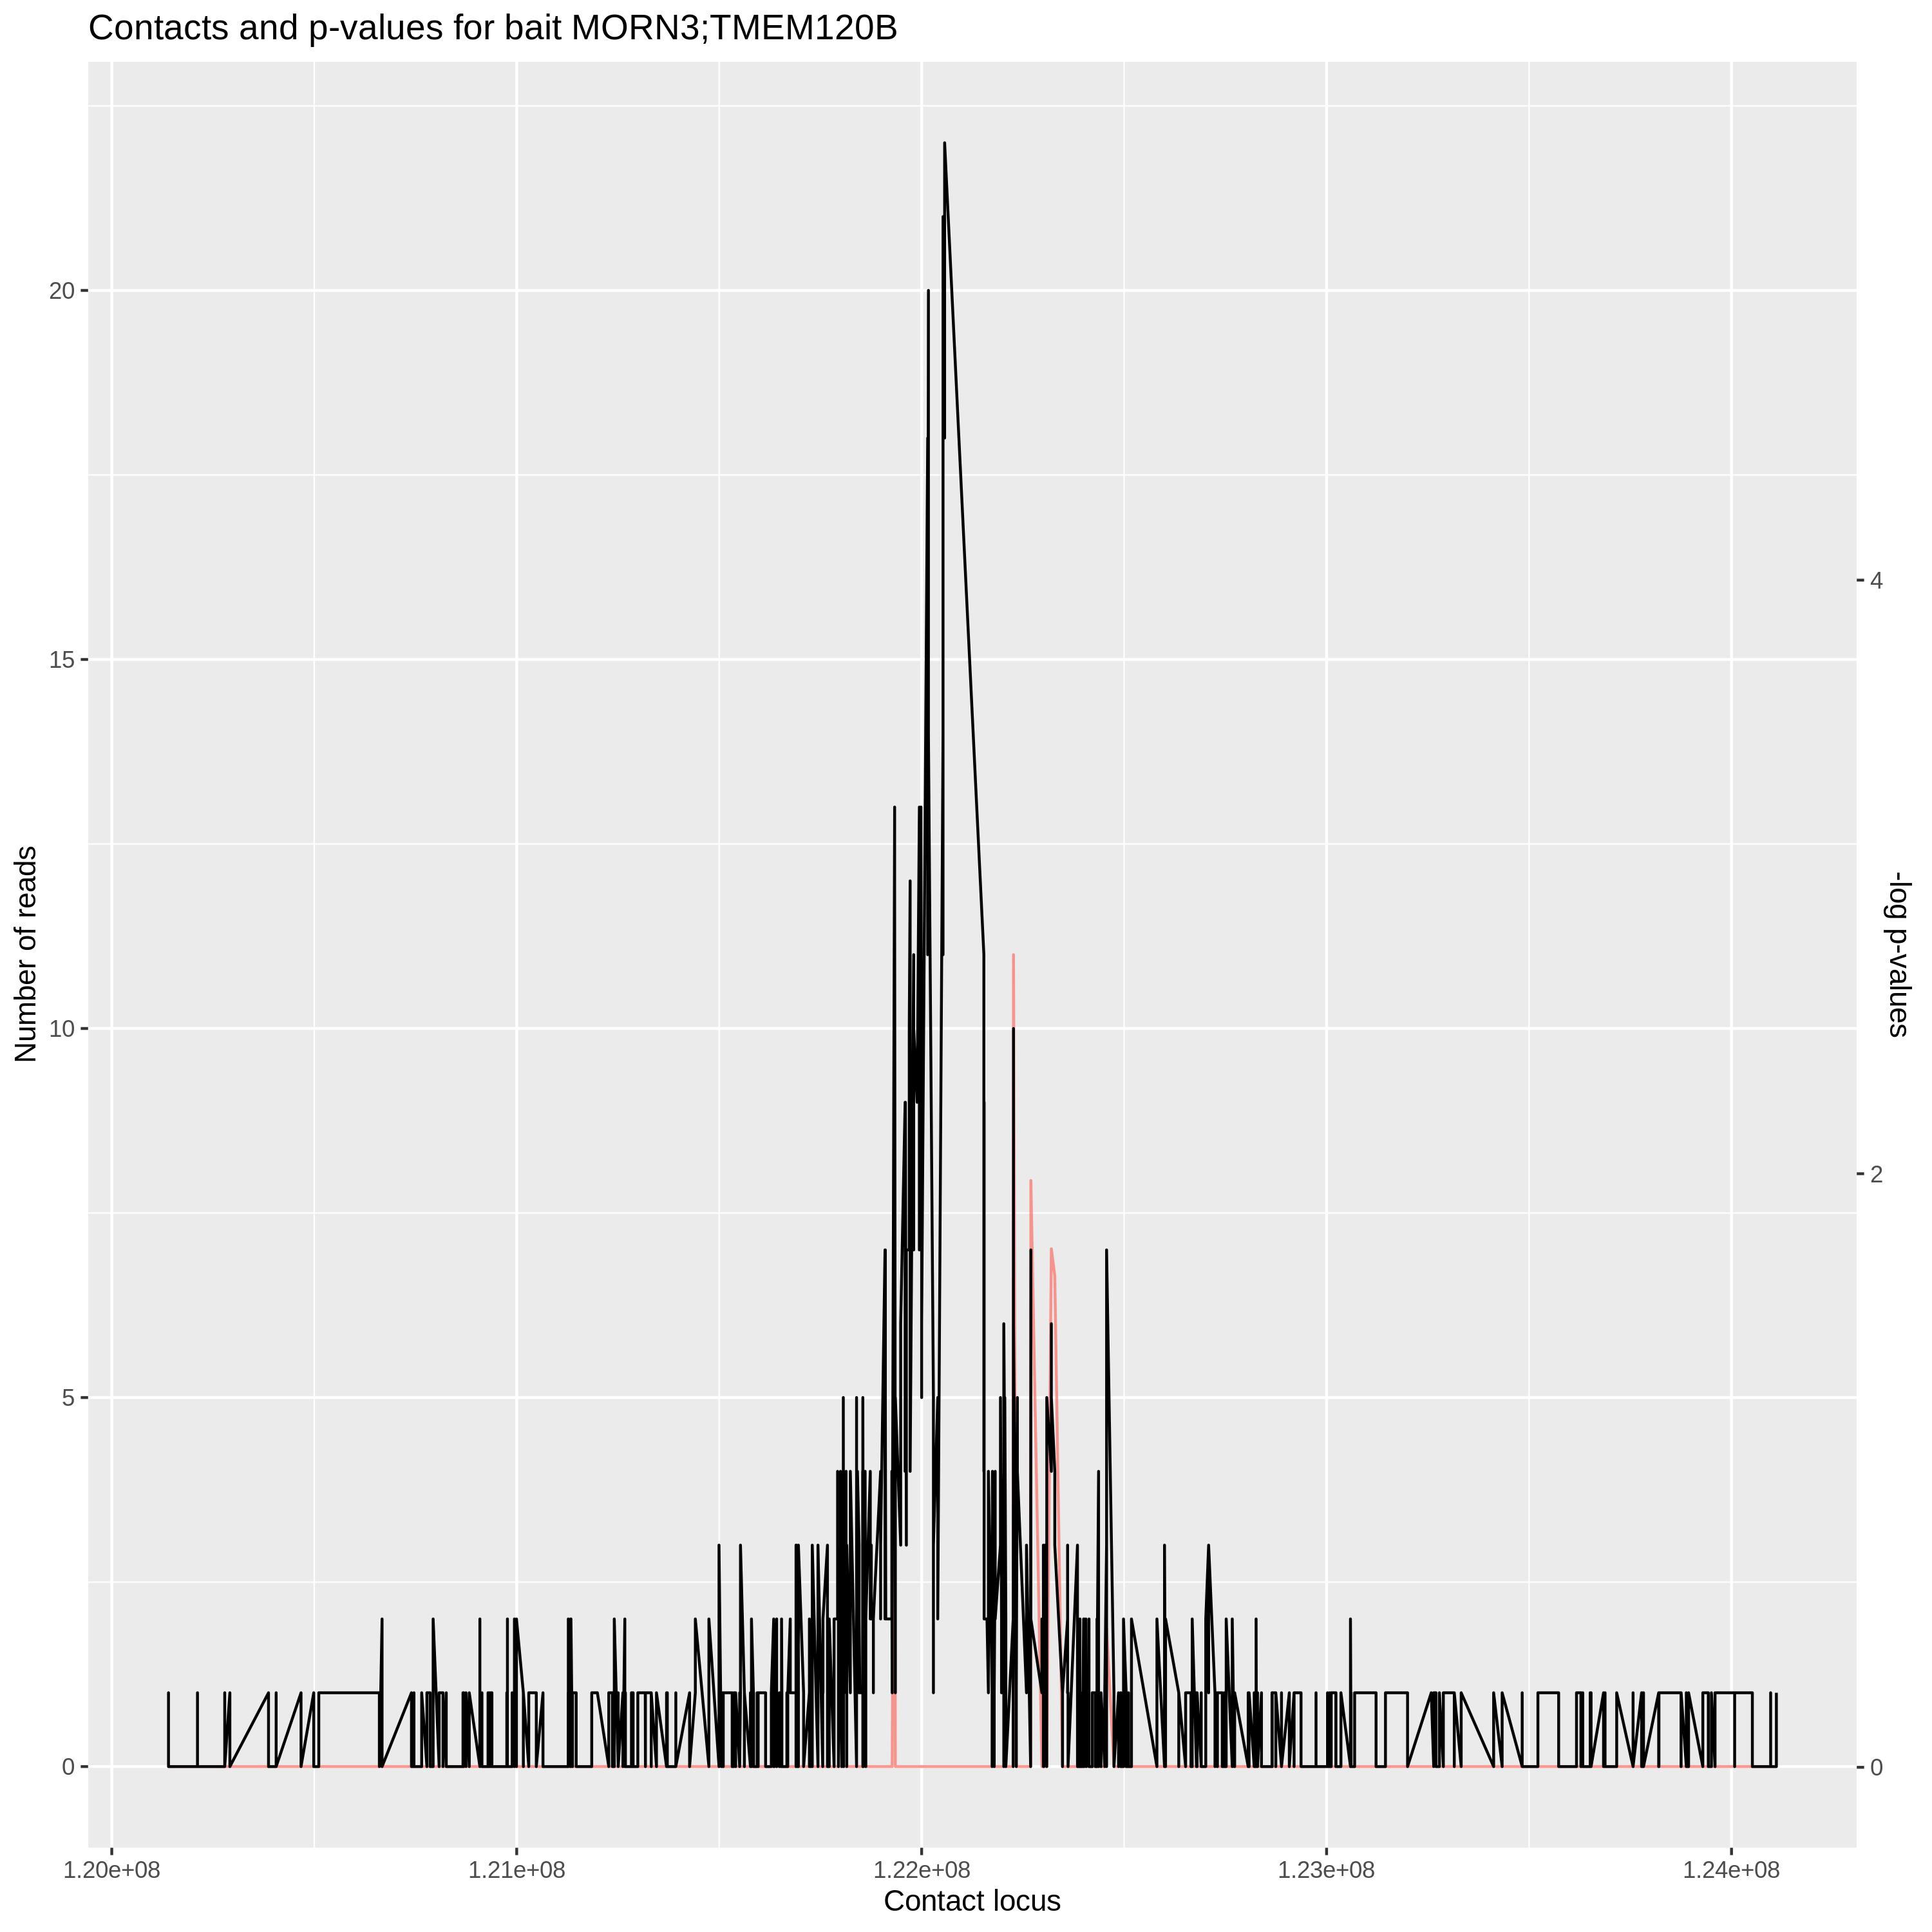 Contacts and p-values for bait MORN3;TMEM120B
Number of reads
20
15
10
5
0
-log p-values
4
2
0
1.20e+08
1.21e+08
1.22e+08
1.23e+08
1.24e+08
Contact locus